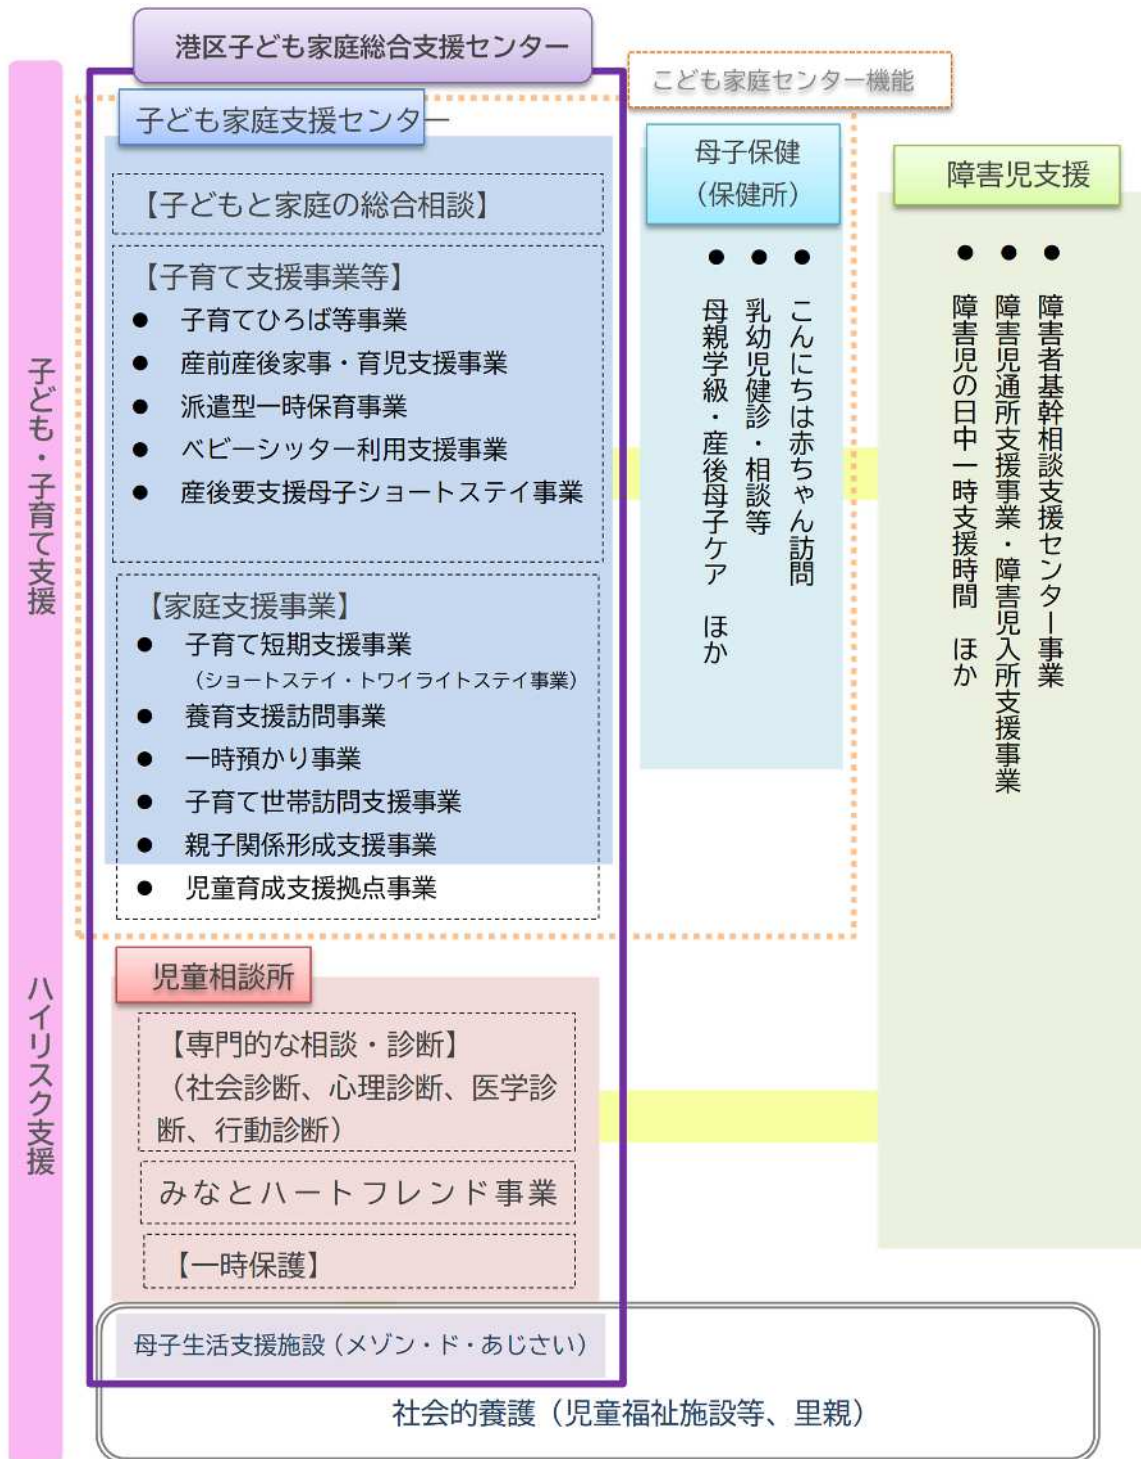 港区子ども家庭総合支援センター
こども家庭センター機能
子ども・子育て支援
ハイリスク支援
子ども家庭支援センター
【子どもと家庭の総合相談】
【子育て支援事業等】
● 子育てひろば等事業
● 産前産後家事・育児支援事業
● 派遣型一時保育事業
● ベビーシッター利用支援事業
● 産後要支援母子ショートステイ事業
【家庭支援事業】
● 子育て短期支援事業
（ショートステイ・トワイライトステイ事業）
● 養育支援訪問事業
● 一時預かり事業
● 子育て世帯訪問支援事業
● 親子関係形成支援事業
● 児童育成支援拠点事業
母子保健
（保健所）
● こんにちは赤ちゃん訪問
● 乳幼児健診・相談等
● 母親学級・産後母子ケア　ほか
障害児支援
● 障害者基幹相談支援センター事業
● 障害児通所支援事業・障害児入所支援事業
● 障害児の日中一時支援時間　ほか
児童相談所
【専門的な相談・診断】
（社会診断、心理診断、医学診
断、行動診断）
みなとハートフレンド事業
【一時保護】
母子生活支援施設（メゾン・ド・あじさい）
社会的養護（児童福祉施設等、里親）